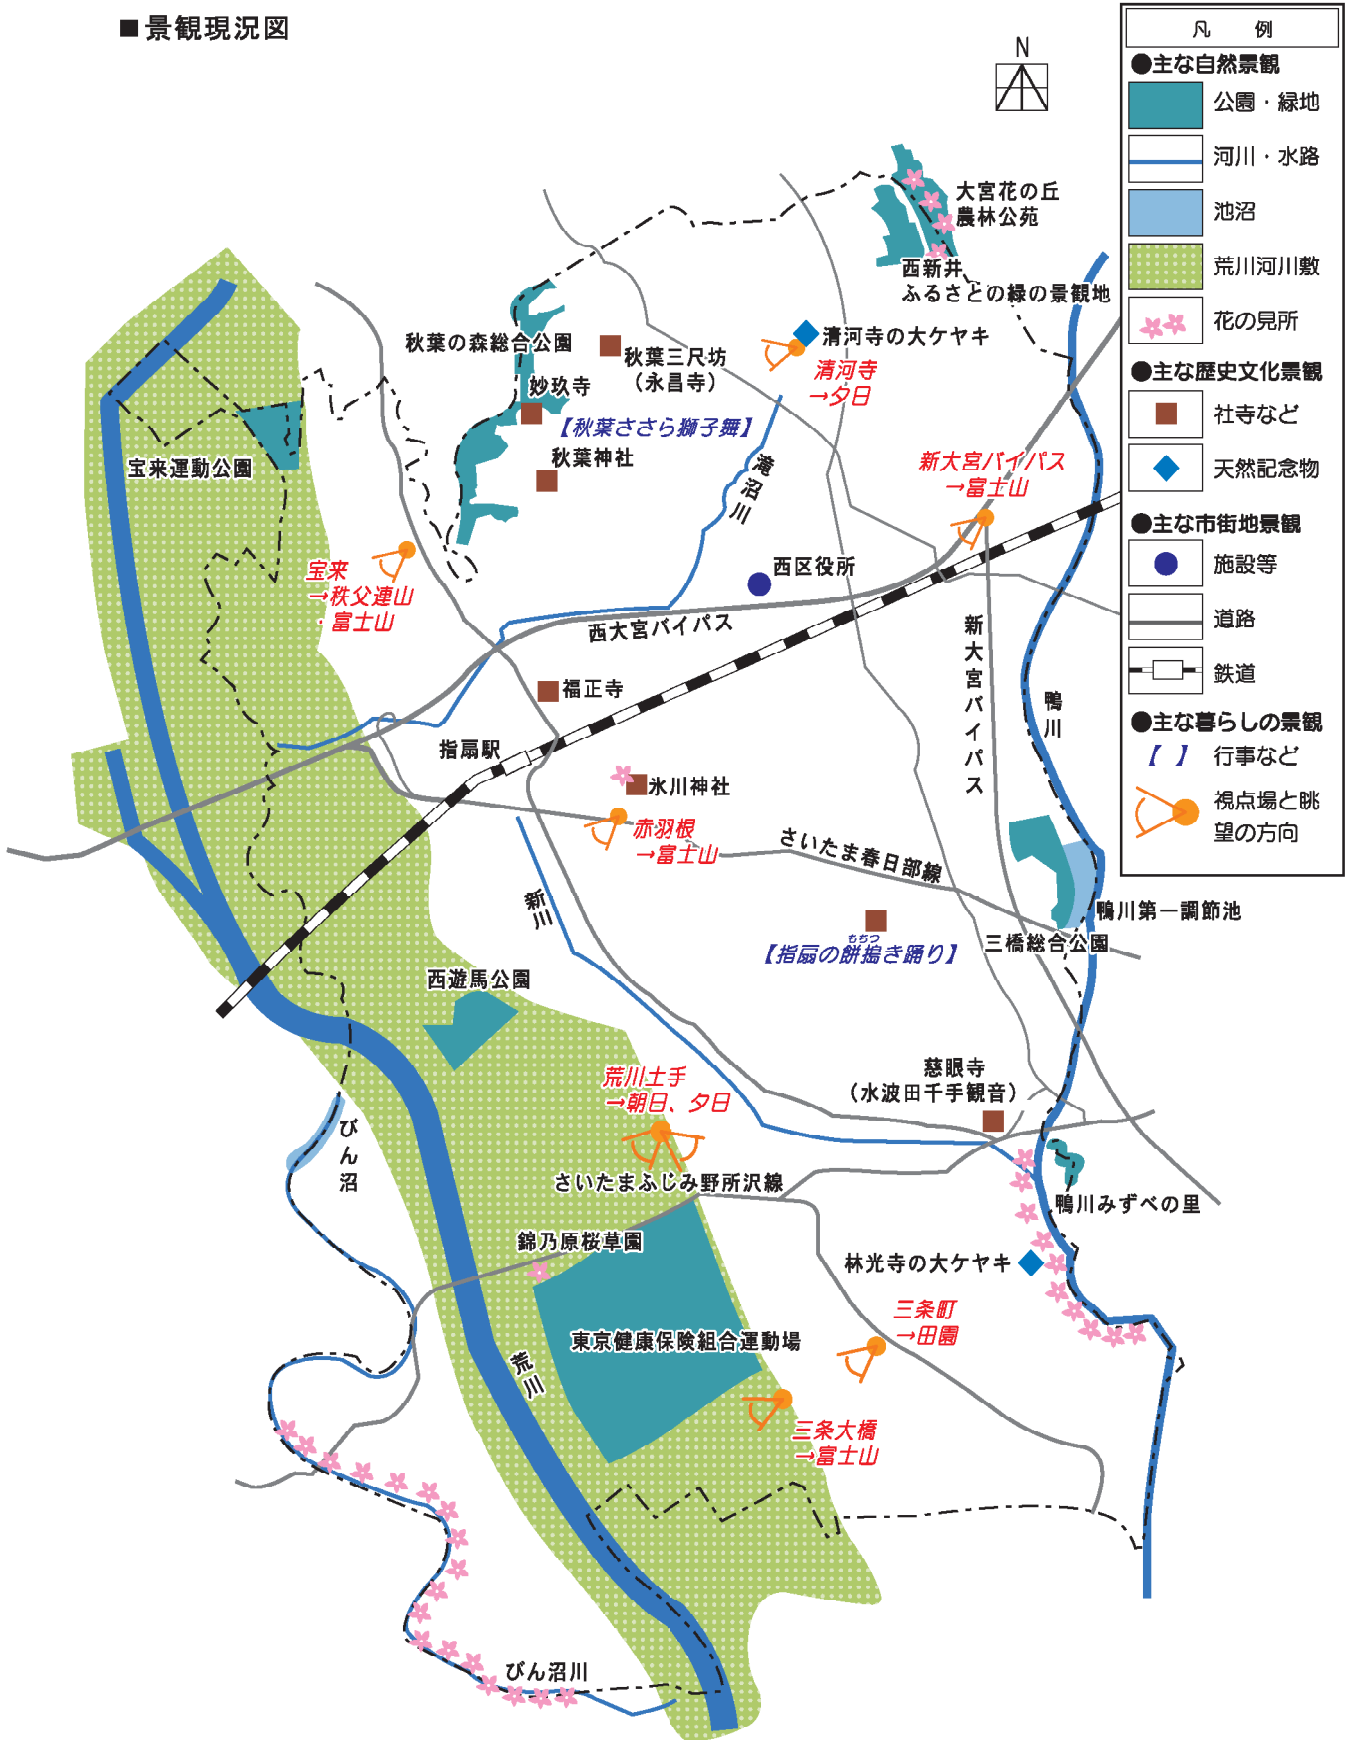 ■景観現況図
N
凡 例
●主な自然景観
公園・緑地
河川・水路
池沼
荒川河川敷
花の見所
●主な歴史文化景観
社寺など
天然記念物
●主な市街地景観
施設等
道路
鉄道
●主な暮らしの景観
【 】 行事など
視点場と眺
望の方向
大宮花の丘
農林公苑
西新井
ふるさとの緑の景観地
秋葉の森総合公園
秋葉三尺坊
（永昌寺）
清河寺の大ケヤキ
清河寺
→夕日
妙玖寺
【秋葉ささら獅子舞】
秋葉神社
宝来運動公園
滝沼川
新大宮バイパス
→富士山
宝来
→秩父連山
・富士山
西区役所
西大宮バイパス
新大宮バイパス
鴨川
福正寺
指扇駅
氷川神社
赤羽根
→富士山
さいたま春日部線
新川
鴨川第一調節池
三橋総合公園
もちつ
【指扇の餅搗き踊り】
西遊馬公園
慈眼寺
（水波田千手観音）
荒川土手
→朝日、夕日
びん沼
さいたまふじみ野所沢線
鴨川みずべの里
錦乃原桜草園
林光寺の大ケヤキ
三条町
→田園
東京健康保険組合運動場
荒川
三条大橋
→富士山
びん沼川